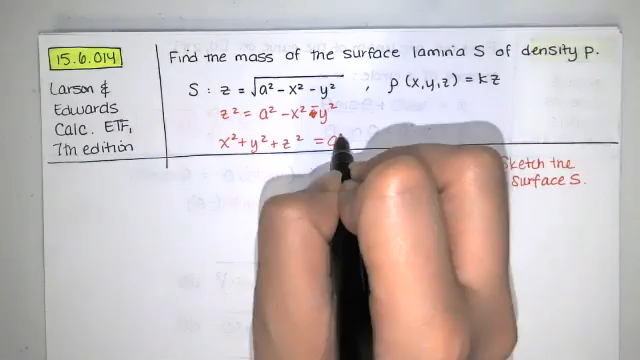 15.6.014
Larson &
Edwards
Calc. ETF,
7th edition
Find the mass of the surface lamina S of density ρ.
S : z = √a² - x² - y² , ρ(x,y,z) = kz
z² = a² - x² - y²
x² + y² + z² = a
Sketch the
surface S.